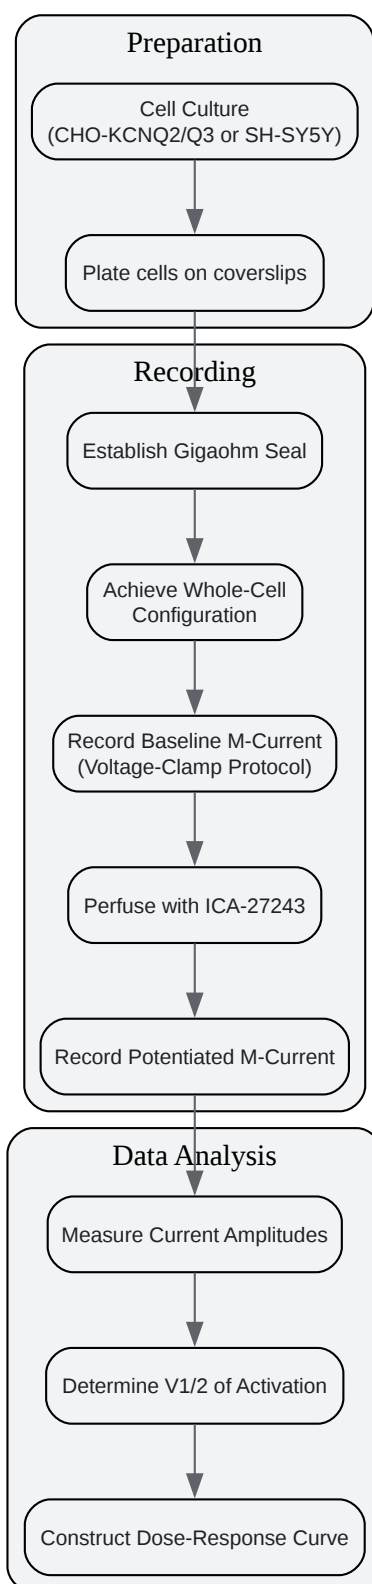 Preparation
Cell Culture
(CHO-KCNQ2/Q3 or SH-SY5Y)
Plate cells on coverslips
Recording
Establish Gigaohm Seal
Achieve Whole-Cell
Configuration
Record Baseline M-Current
(Voltage-Clamp Protocol)
Perfuse with ICA-27243
Record Potentiated M-Current
Data Analysis
Measure Current Amplitudes
Determine V1/2 of Activation
Construct Dose-Response Curve